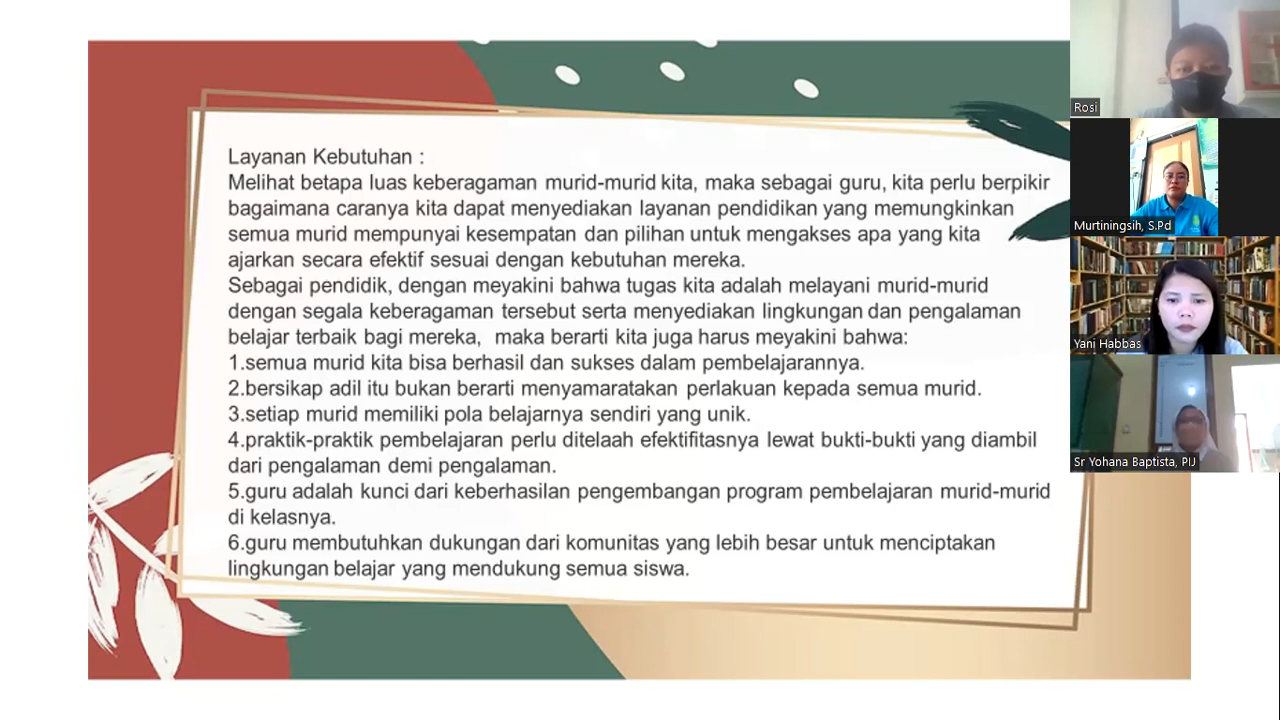 Layanan Kebutuhan :
Melihat betapa luas keberagaman murid-murid kita, maka sebagai guru, kita perlu berpikir
bagaimana caranya kita dapat menyediakan layanan pendidikan yang memungkinkan
semua murid mempunyai kesempatan dan pilihan untuk mengakses apa yang kita
ajarkan secara efektif sesuai dengan kebutuhan mereka.
Sebagai pendidik, dengan meyakini bahwa tugas kita adalah melayani murid-murid
dengan segala keberagaman tersebut serta menyediakan lingkungan dan pengalaman
belajar terbaik bagi mereka, maka berarti kita juga harus meyakini bahwa:
1.semua murid kita bisa berhasil dan sukses dalam pembelajarannya.
2.bersikap adil itu bukan berarti menyamaratakan perlakuan kepada semua murid.
3.setiap murid memiliki pola belajarnya sendiri yang unik.
4.praktik-praktik pembelajaran perlu ditelaah efektifitasnya lewat bukti-bukti yang diambil
dari pengalaman demi pengalaman.
5.guru adalah kunci dari keberhasilan pengembangan program pembelajaran murid-murid
di kelasnya.
6.guru membutuhkan dukungan dari komunitas yang lebih besar untuk menciptakan
lingkungan belajar yang mendukung semua siswa.
Rosi
Murtiningsih, S.Pd
Yani Habbas
Sr Yohana Baptista, PIJ